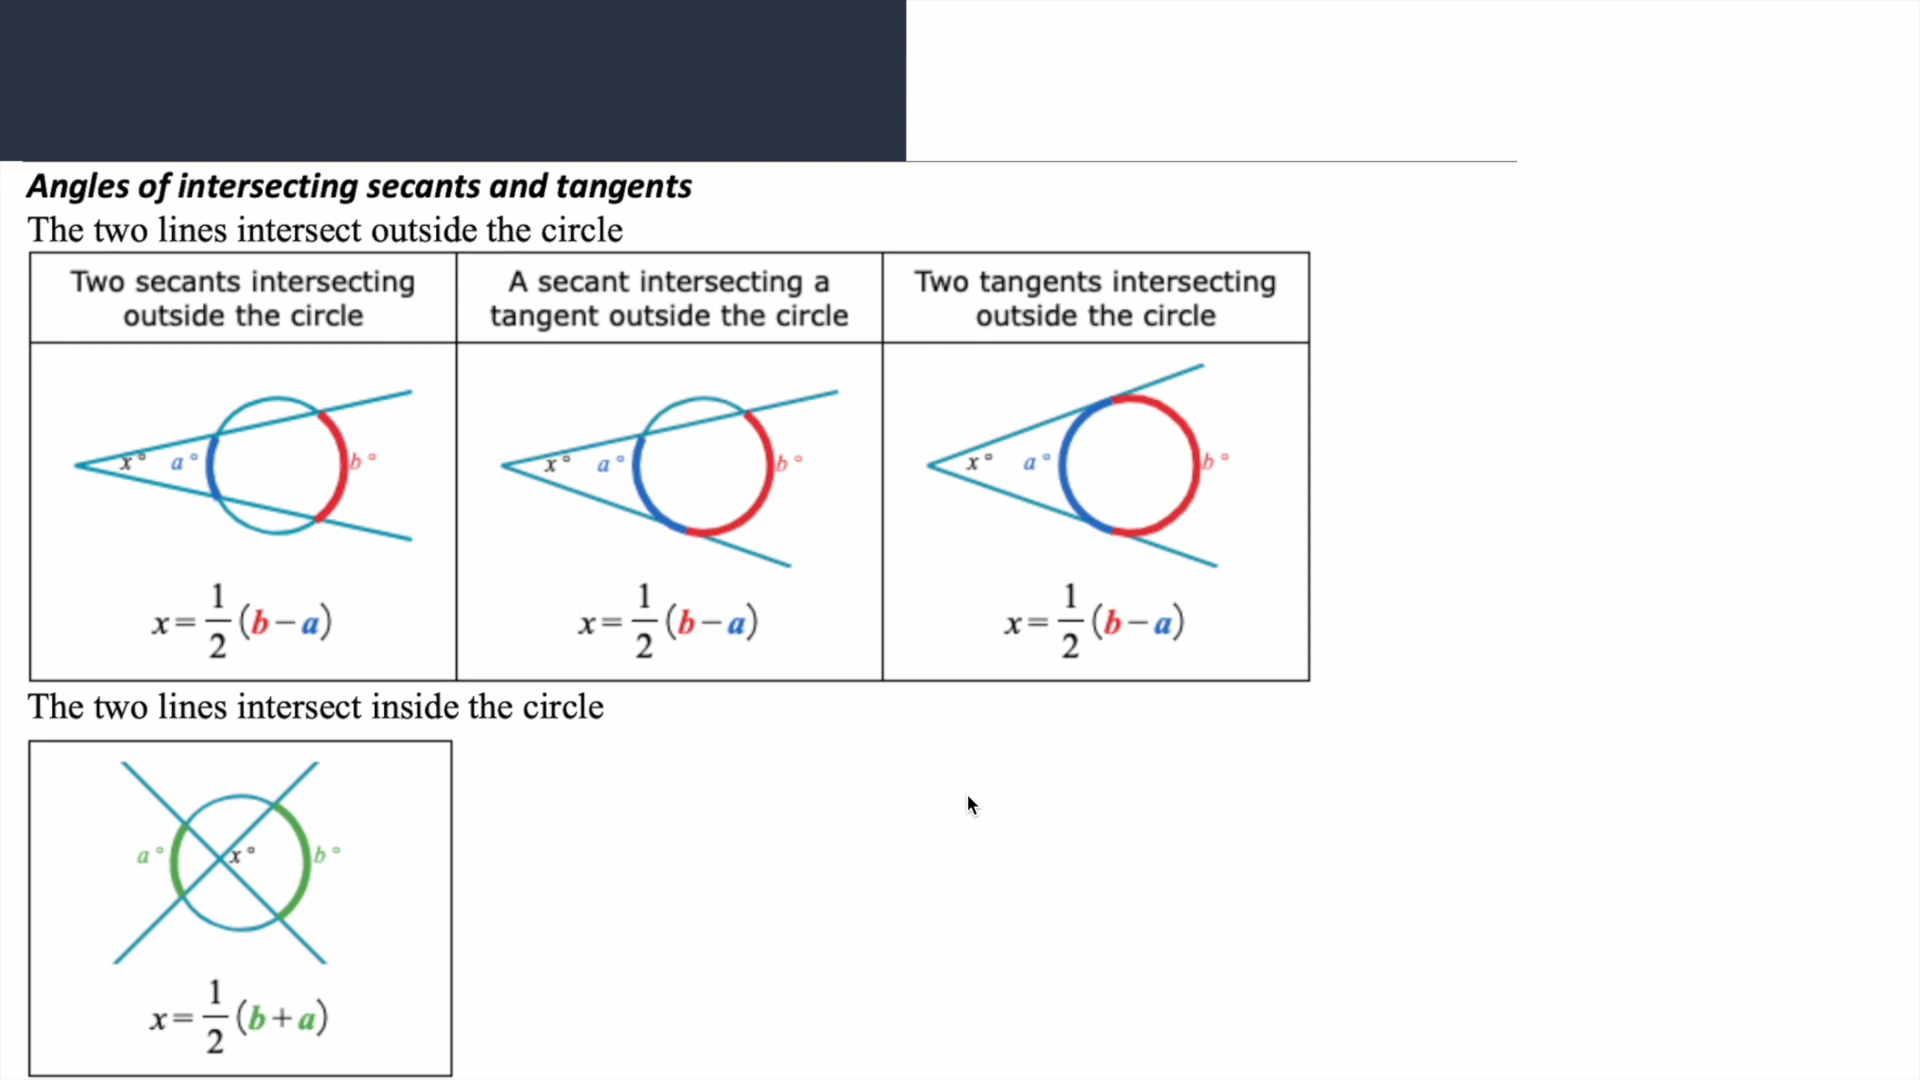 Angles of intersecting secants and tangents
The two lines intersect outside the circle
Two secants intersecting
outside the circle
A secant intersecting a
tangent outside the circle
Two tangents intersecting
outside the circle
x° a° b°
x° a° b°
x° a° b°
x = 1/2 (b − a)
x = 1/2 (b − a)
x = 1/2 (b − a)
The two lines intersect inside the circle
a° x° b°
x = 1/2 (b + a)